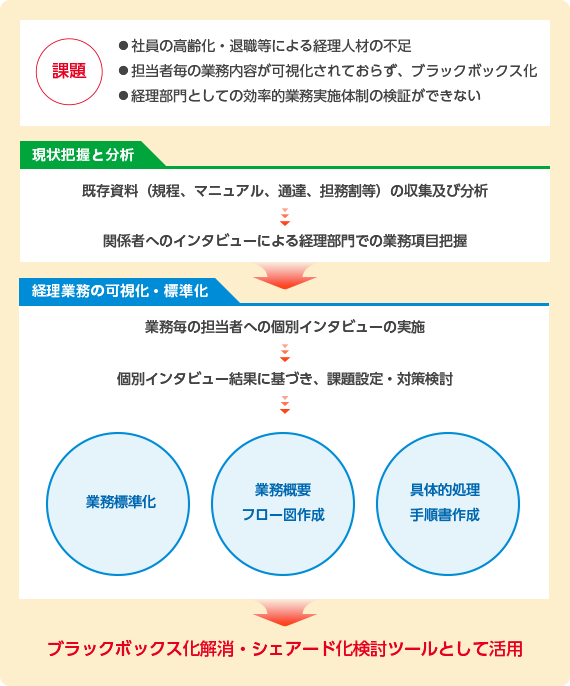 課題
●社員の高齢化・退職等による経理人材の不足
●担当者毎の業務内容が可視化されておらず、ブラックボックス化
●経理部門としての効率的業務実施体制の検証ができない
現状把握と分析
既存資料（規程、マニュアル、通達、担務割等）の収集及び分析
関係者へのインタビューによる経理部門での業務項目把握
経理業務の可視化・標準化
業務毎の担当者への個別インタビューの実施
個別インタビュー結果に基づき、課題設定・対策検討
業務標準化
業務概要
フロー図作成
具体的処理
手順書作成
ブラックボックス化解消・シェアード化検討ツールとして活用